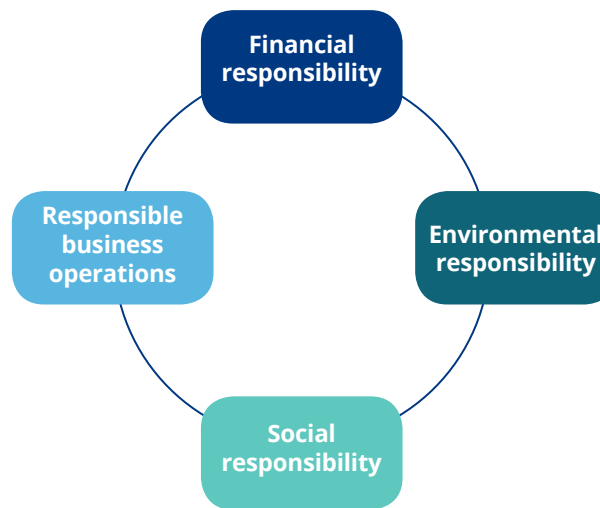 Financial
responsibility
Responsible
business
operations
Environmental
responsibility
Social
responsibility